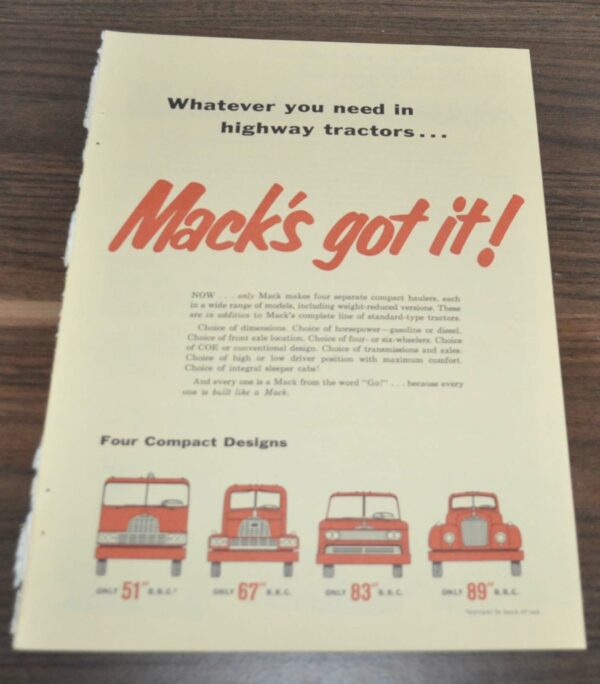 Whatever you need in
highway tractors...
Mack's got it!
NOW . . . only Mack makes four separate compact haulers, each
in a wide range of models, including weight-reduced versions. These
are in addition to Mack's complete line of standard-type tractors.
Choice of dimensions. Choice of horsepower—gasoline or diesel.
Choice of front axle location. Choice of four- or six-wheelers. Choice
of COE or conventional design. Choice of transmissions and axles.
Choice of high or low driver position with maximum comfort.
Choice of integral sleeper cabs!
And every one is a Mack from the word "Go!" . . . because every
one is built like a Mack.
Four Compact Designs
ONLY 51" B.B.C.*
ONLY 67" B.B.C.
ONLY 83" B.B.C.
ONLY 89" B.B.C.
*bumper to back of cab